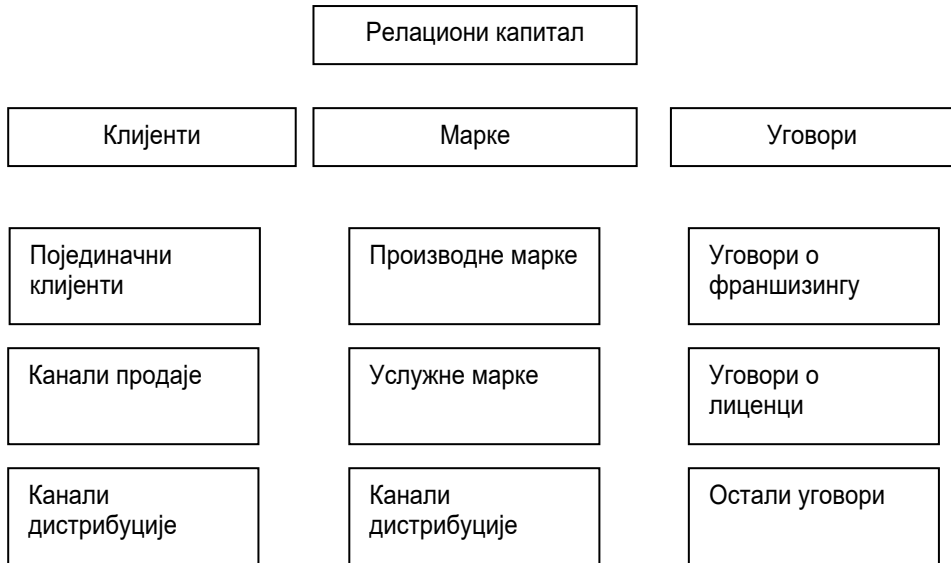 Релациони капитал
Клијенти
Марке
Уговори
Појединачни
клијенти
Производне марке
Уговори о
франшизингу
Канали продаје
Услужне марке
Уговори о
лиценци
Канали
дистрибуције
Канали
дистрибуције
Остали уговори